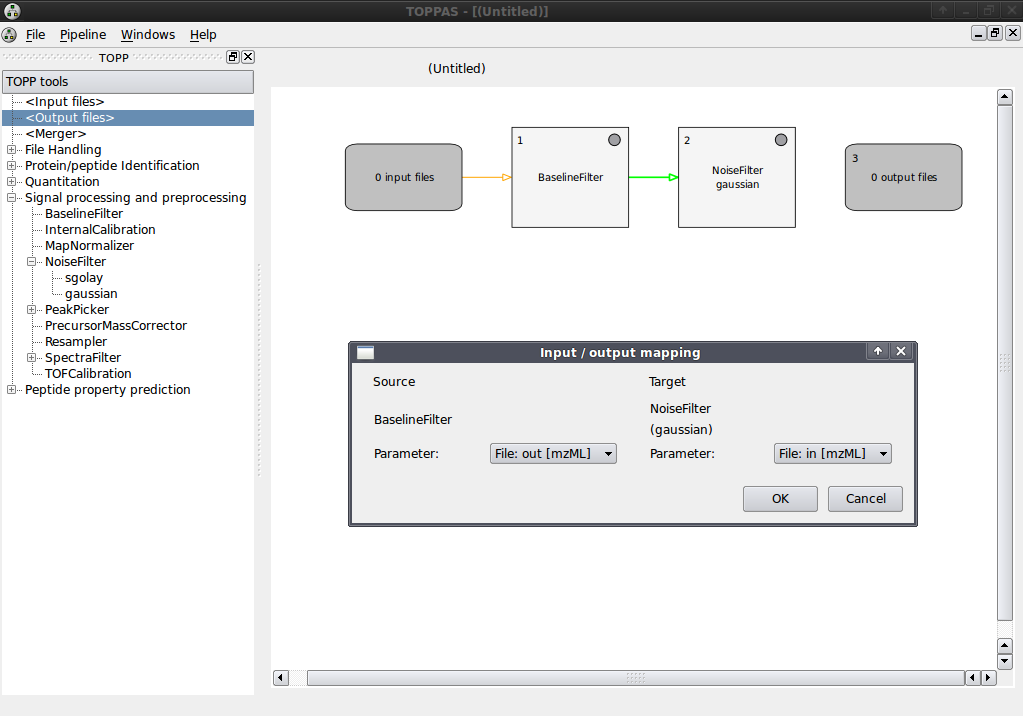 TOPPAS - [(Untitled)]
File Pipeline Windows Help
TOPP
TOPP tools
<Input files>
<Output files>
<Merger>
File Handling
Protein/peptide Identification
Quantitation
Signal processing and preprocessing
BaselineFilter
InternalCalibration
MapNormalizer
NoiseFilter
sgolay
gaussian
PeakPicker
PrecursorMassCorrector
Resampler
SpectraFilter
TOFCalibration
Peptide property prediction
(Untitled)
0 input files
1
BaselineFilter
2
NoiseFilter
gaussian
3
0 output files
Input / output mapping
Source Target
BaselineFilter
NoiseFilter
(gaussian)
Parameter: File: out [mzML] Parameter: File: in [mzML]
OK Cancel